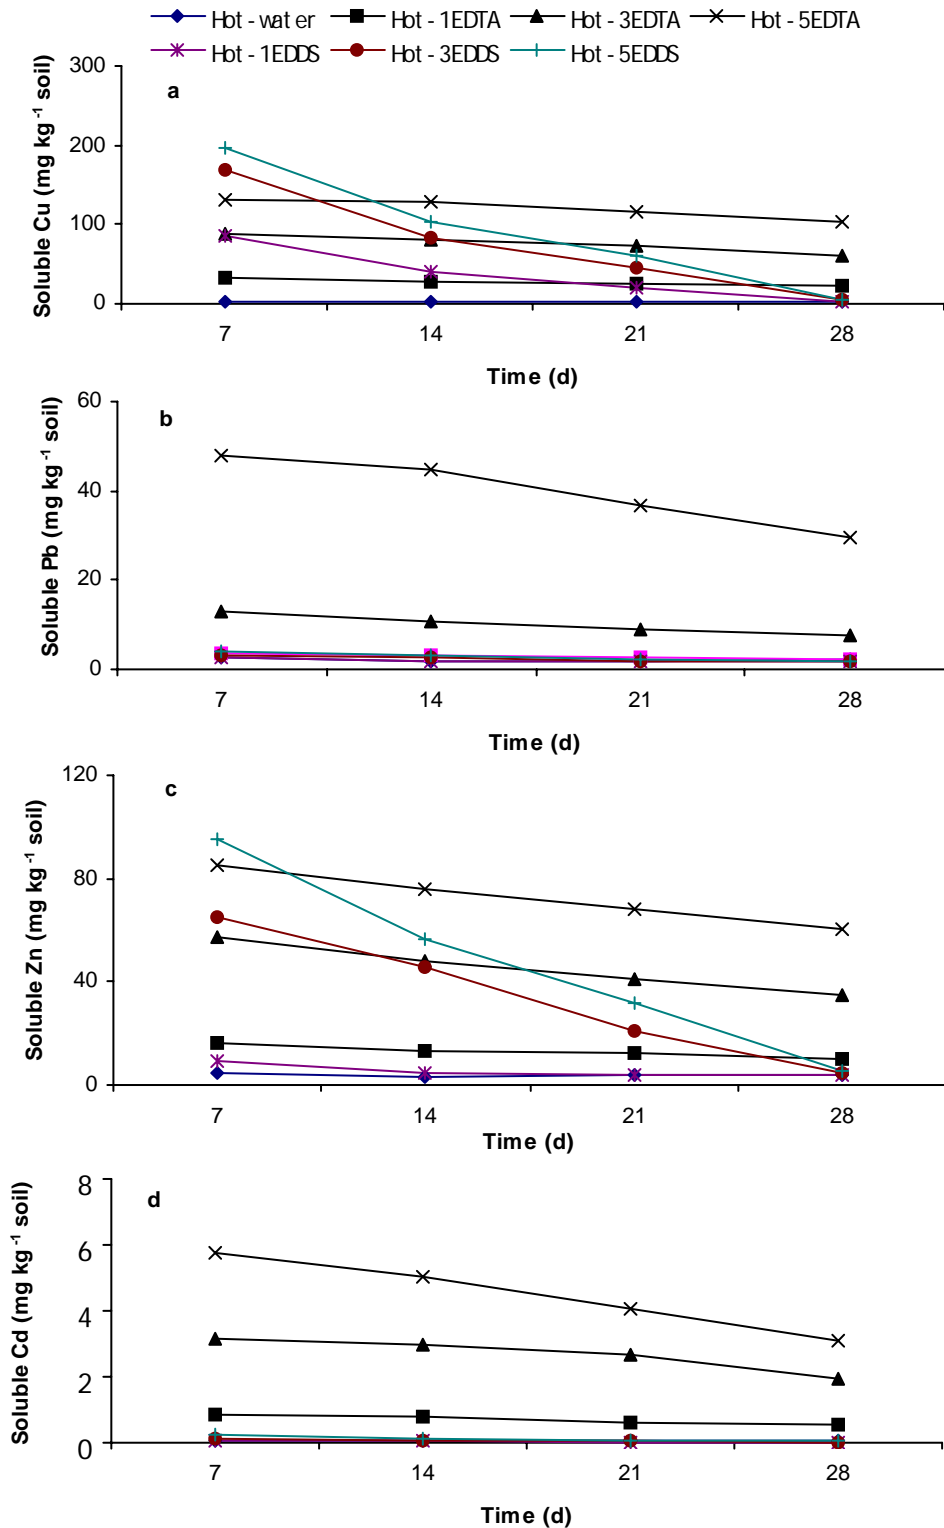 Hot - water Hot - 1EDTA Hot - 3EDTA Hot - 5EDTA
Hot - 1EDDS Hot - 3EDDS Hot - 5EDDS
a
Soluble Cu (mg kg⁻¹ soil)
300
200
100
0
7 14 21 28
Time (d)
b
Soluble Pb (mg kg⁻¹ soil)
60
40
20
0
7 14 21 28
Time (d)
c
Soluble Zn (mg kg⁻¹ soil)
120
80
40
0
7 14 21 28
Time (d)
d
Soluble Cd (mg kg⁻¹ soil)
8
6
4
2
0
7 14 21 28
Time (d)